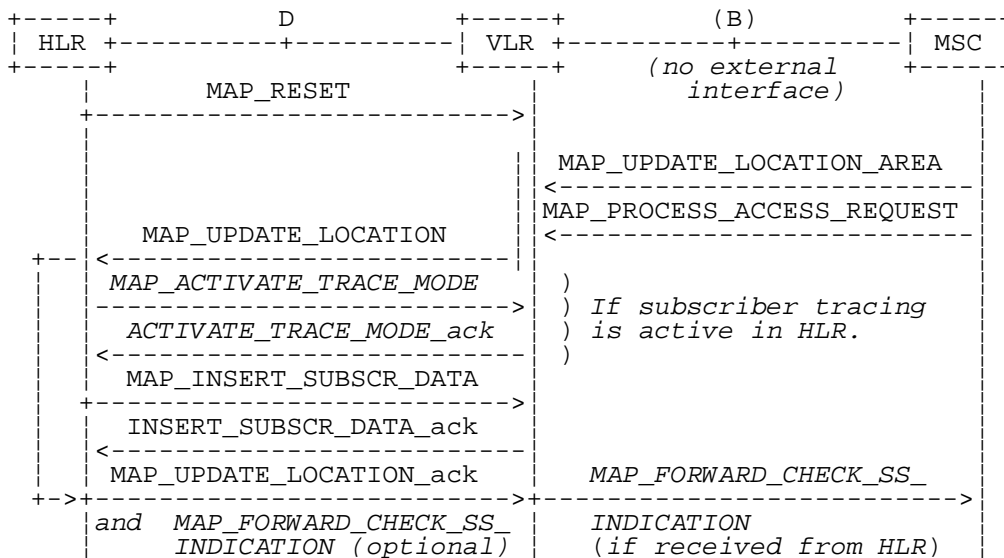 D (B)
HLR VLR MSC
(no external
MAP_RESET interface)
MAP_UPDATE_LOCATION_AREA
MAP_PROCESS_ACCESS_REQUEST
MAP_UPDATE_LOCATION
MAP_ACTIVATE_TRACE_MODE )
) If subscriber tracing
ACTIVATE_TRACE_MODE_ack ) is active in HLR.
)
MAP_INSERT_SUBSCR_DATA
INSERT_SUBSCR_DATA_ack
MAP_UPDATE_LOCATION_ack MAP_FORWARD_CHECK_SS_
and MAP_FORWARD_CHECK_SS_ INDICATION
INDICATION (optional) (if received from HLR)